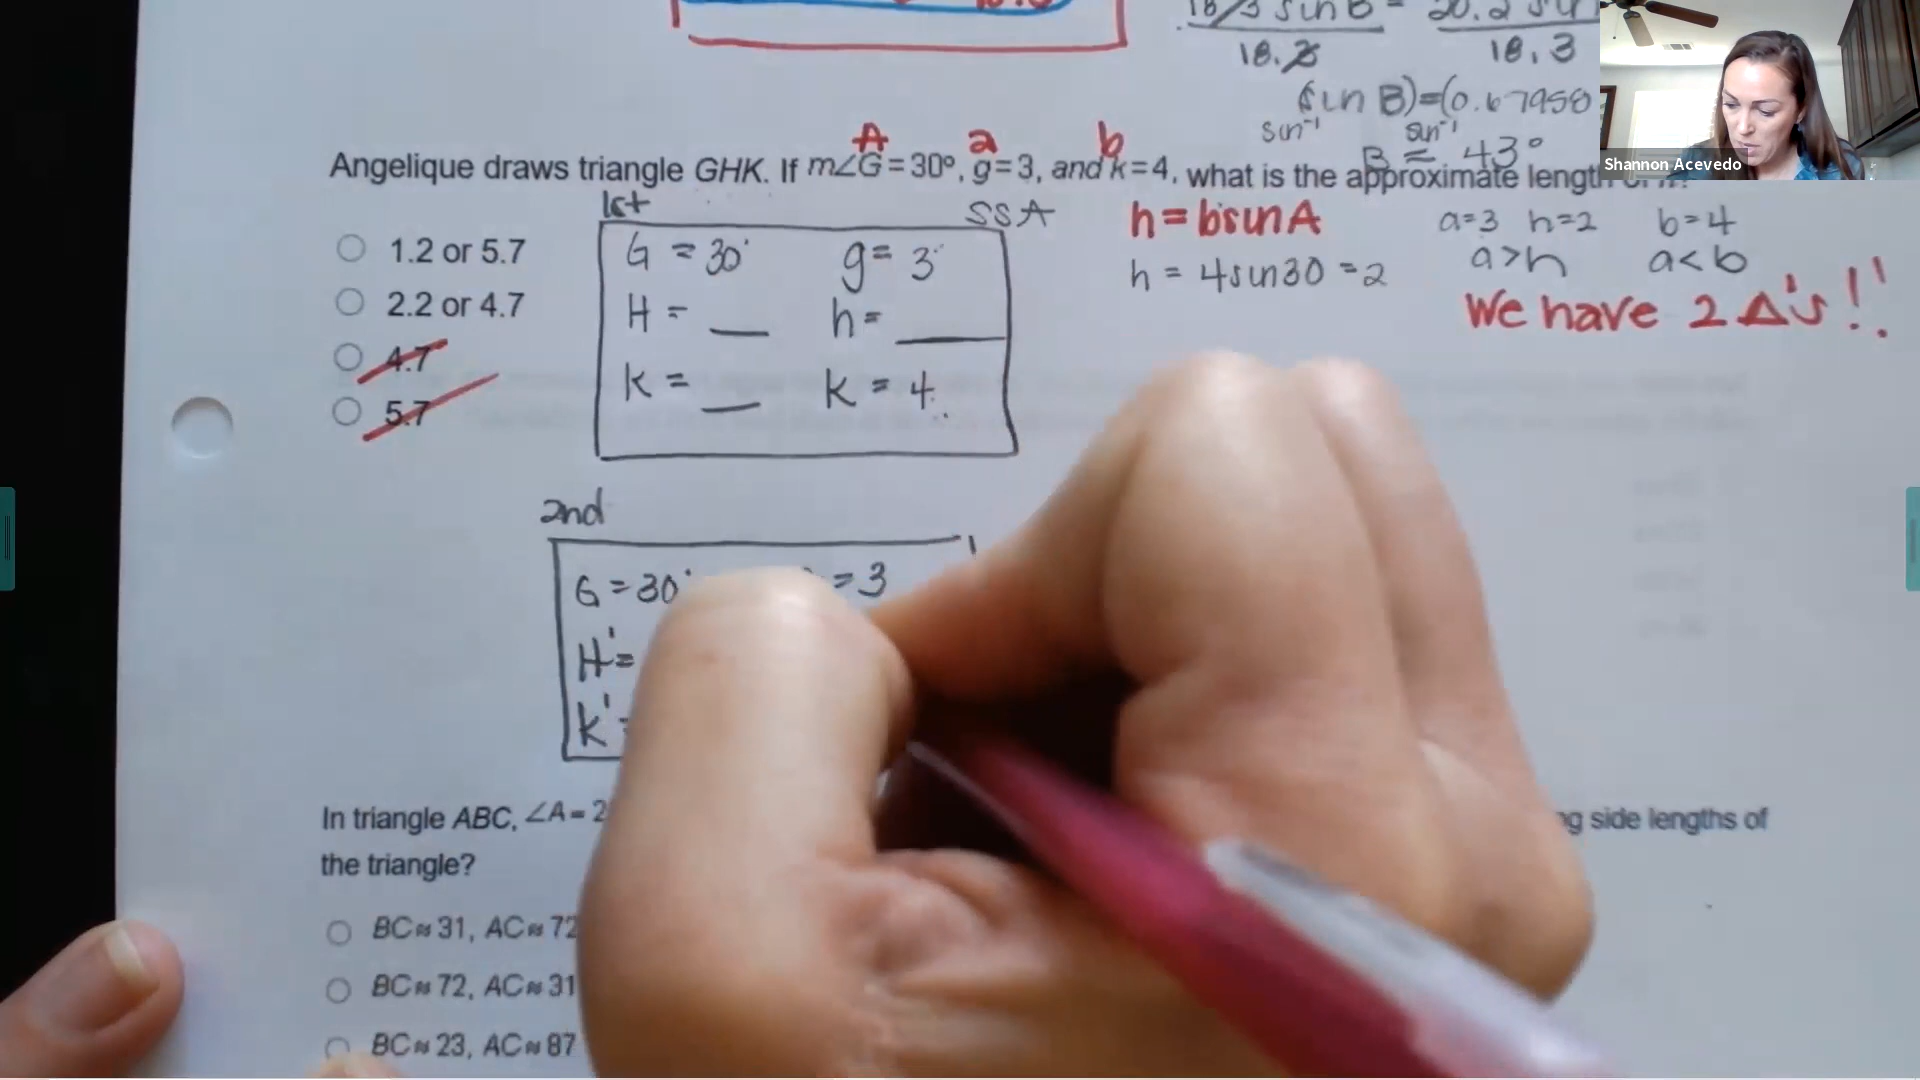 18/3 sin B =
18.3
18.3
(sin B)=(0.67958
sin⁻¹ sin⁻¹
B ≈ 43°
Shannon Acevedo
A a b
Angelique draws triangle GHK. If m∠G=30°, g=3, and k=4, what is the approximate length
1st
SSA
1.2 or 5.7
2.2 or 4.7
4.7
5.7
G = 30°
g = 3
H = __
h = __
K = __
k = 4
h = b sin A
h = 4 sin 30 = 2
a=3 h=2 b=4
a>h a<b
We have 2 Δ's!!
2nd
G = 30°
= 3
H' =
K'
In triangle ABC, ∠A = 2
ng side lengths of
the triangle?
BC ≈ 31, AC ≈ 72
BC ≈ 72, AC ≈ 31
BC ≈ 23, AC ≈ 87